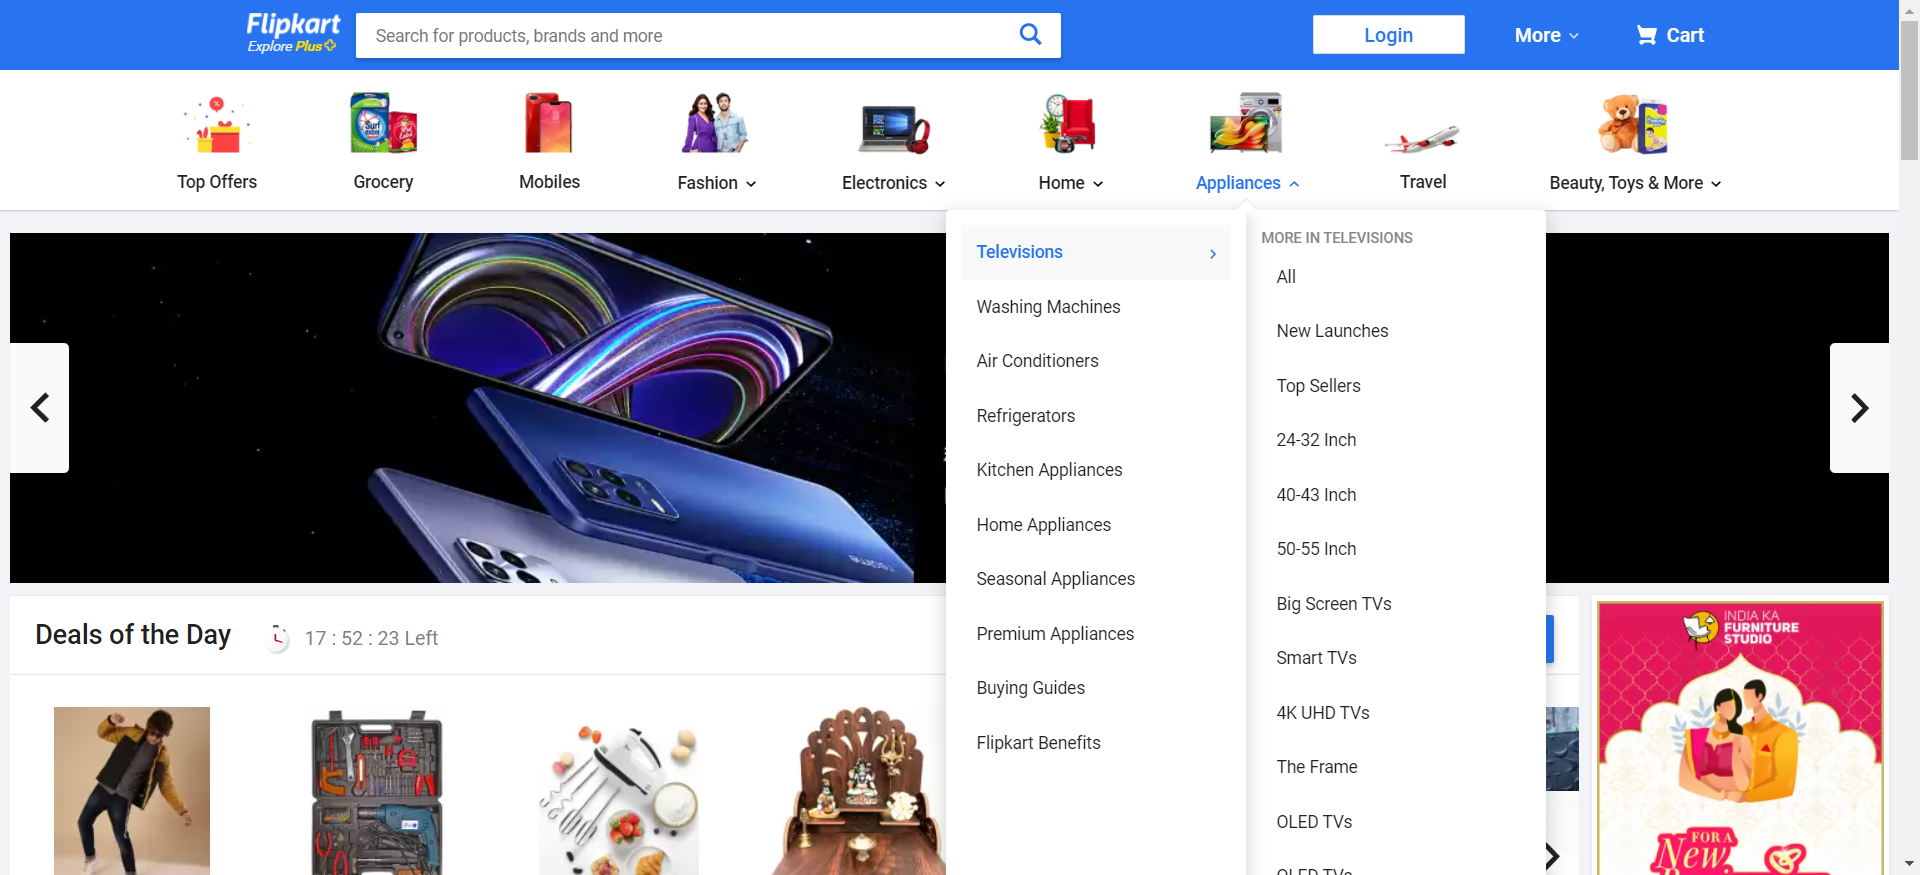 Flipkart
Explore Plus
Search for products, brands and more
Login
More
Cart
Top Offers
Grocery
Mobiles
Fashion
Electronics
Home
Appliances
Travel
Beauty, Toys & More
Televisions
Washing Machines
Air Conditioners
Refrigerators
Kitchen Appliances
Home Appliances
Seasonal Appliances
Premium Appliances
Buying Guides
Flipkart Benefits
MORE IN TELEVISIONS
All
New Launches
Top Sellers
24-32 Inch
40-43 Inch
50-55 Inch
Big Screen TVs
Smart TVs
4K UHD TVs
The Frame
OLED TVs
Deals of the Day
17 : 52 : 23 Left
INDIA KA
FURNITURE
STUDIO
FOR A
New